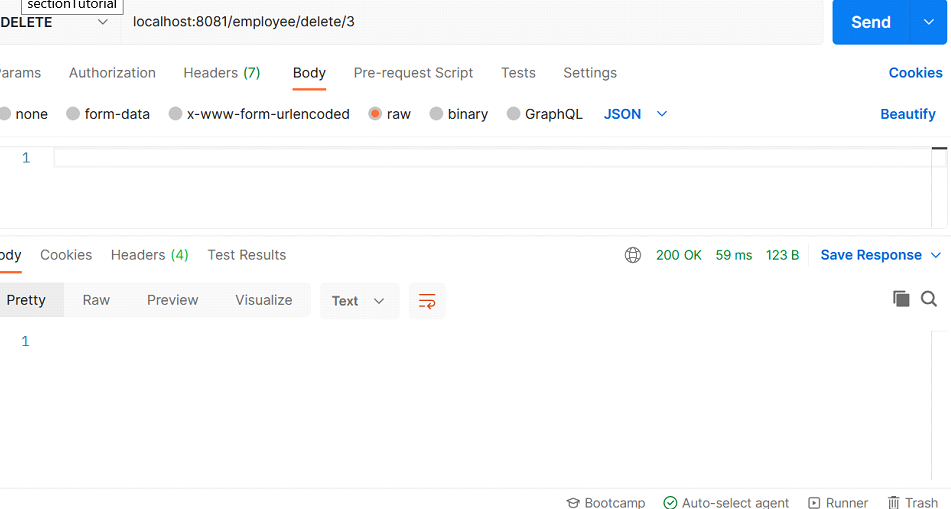 sectionTutorial
DELETE localhost:8081/employee/delete/3 Send
Params Authorization Headers (7) Body Pre-request Script Tests Settings Cookies
none form-data x-www-form-urlencoded raw binary GraphQL JSON Beautify
1
ody Cookies Headers (4) Test Results 200 OK 59 ms 123 B Save Response
Pretty Raw Preview Visualize Text
1
Bootcamp Auto-select agent Runner Trash